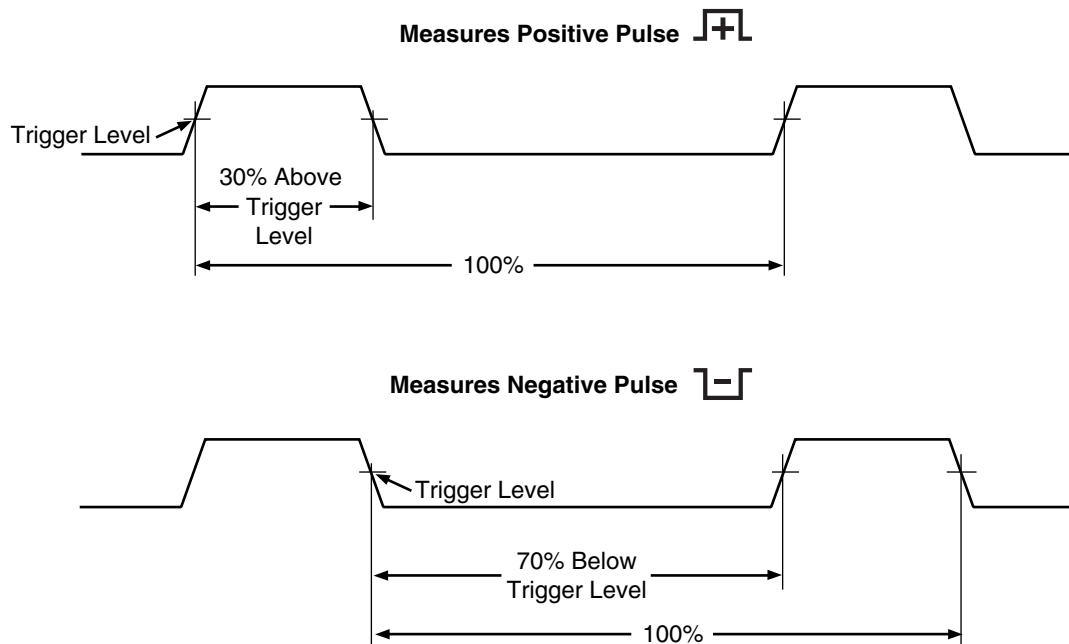 Measures Positive Pulse +
Trigger Level
30% Above
Trigger
Level
100%
Measures Negative Pulse -
Trigger Level
70% Below
Trigger Level
100%